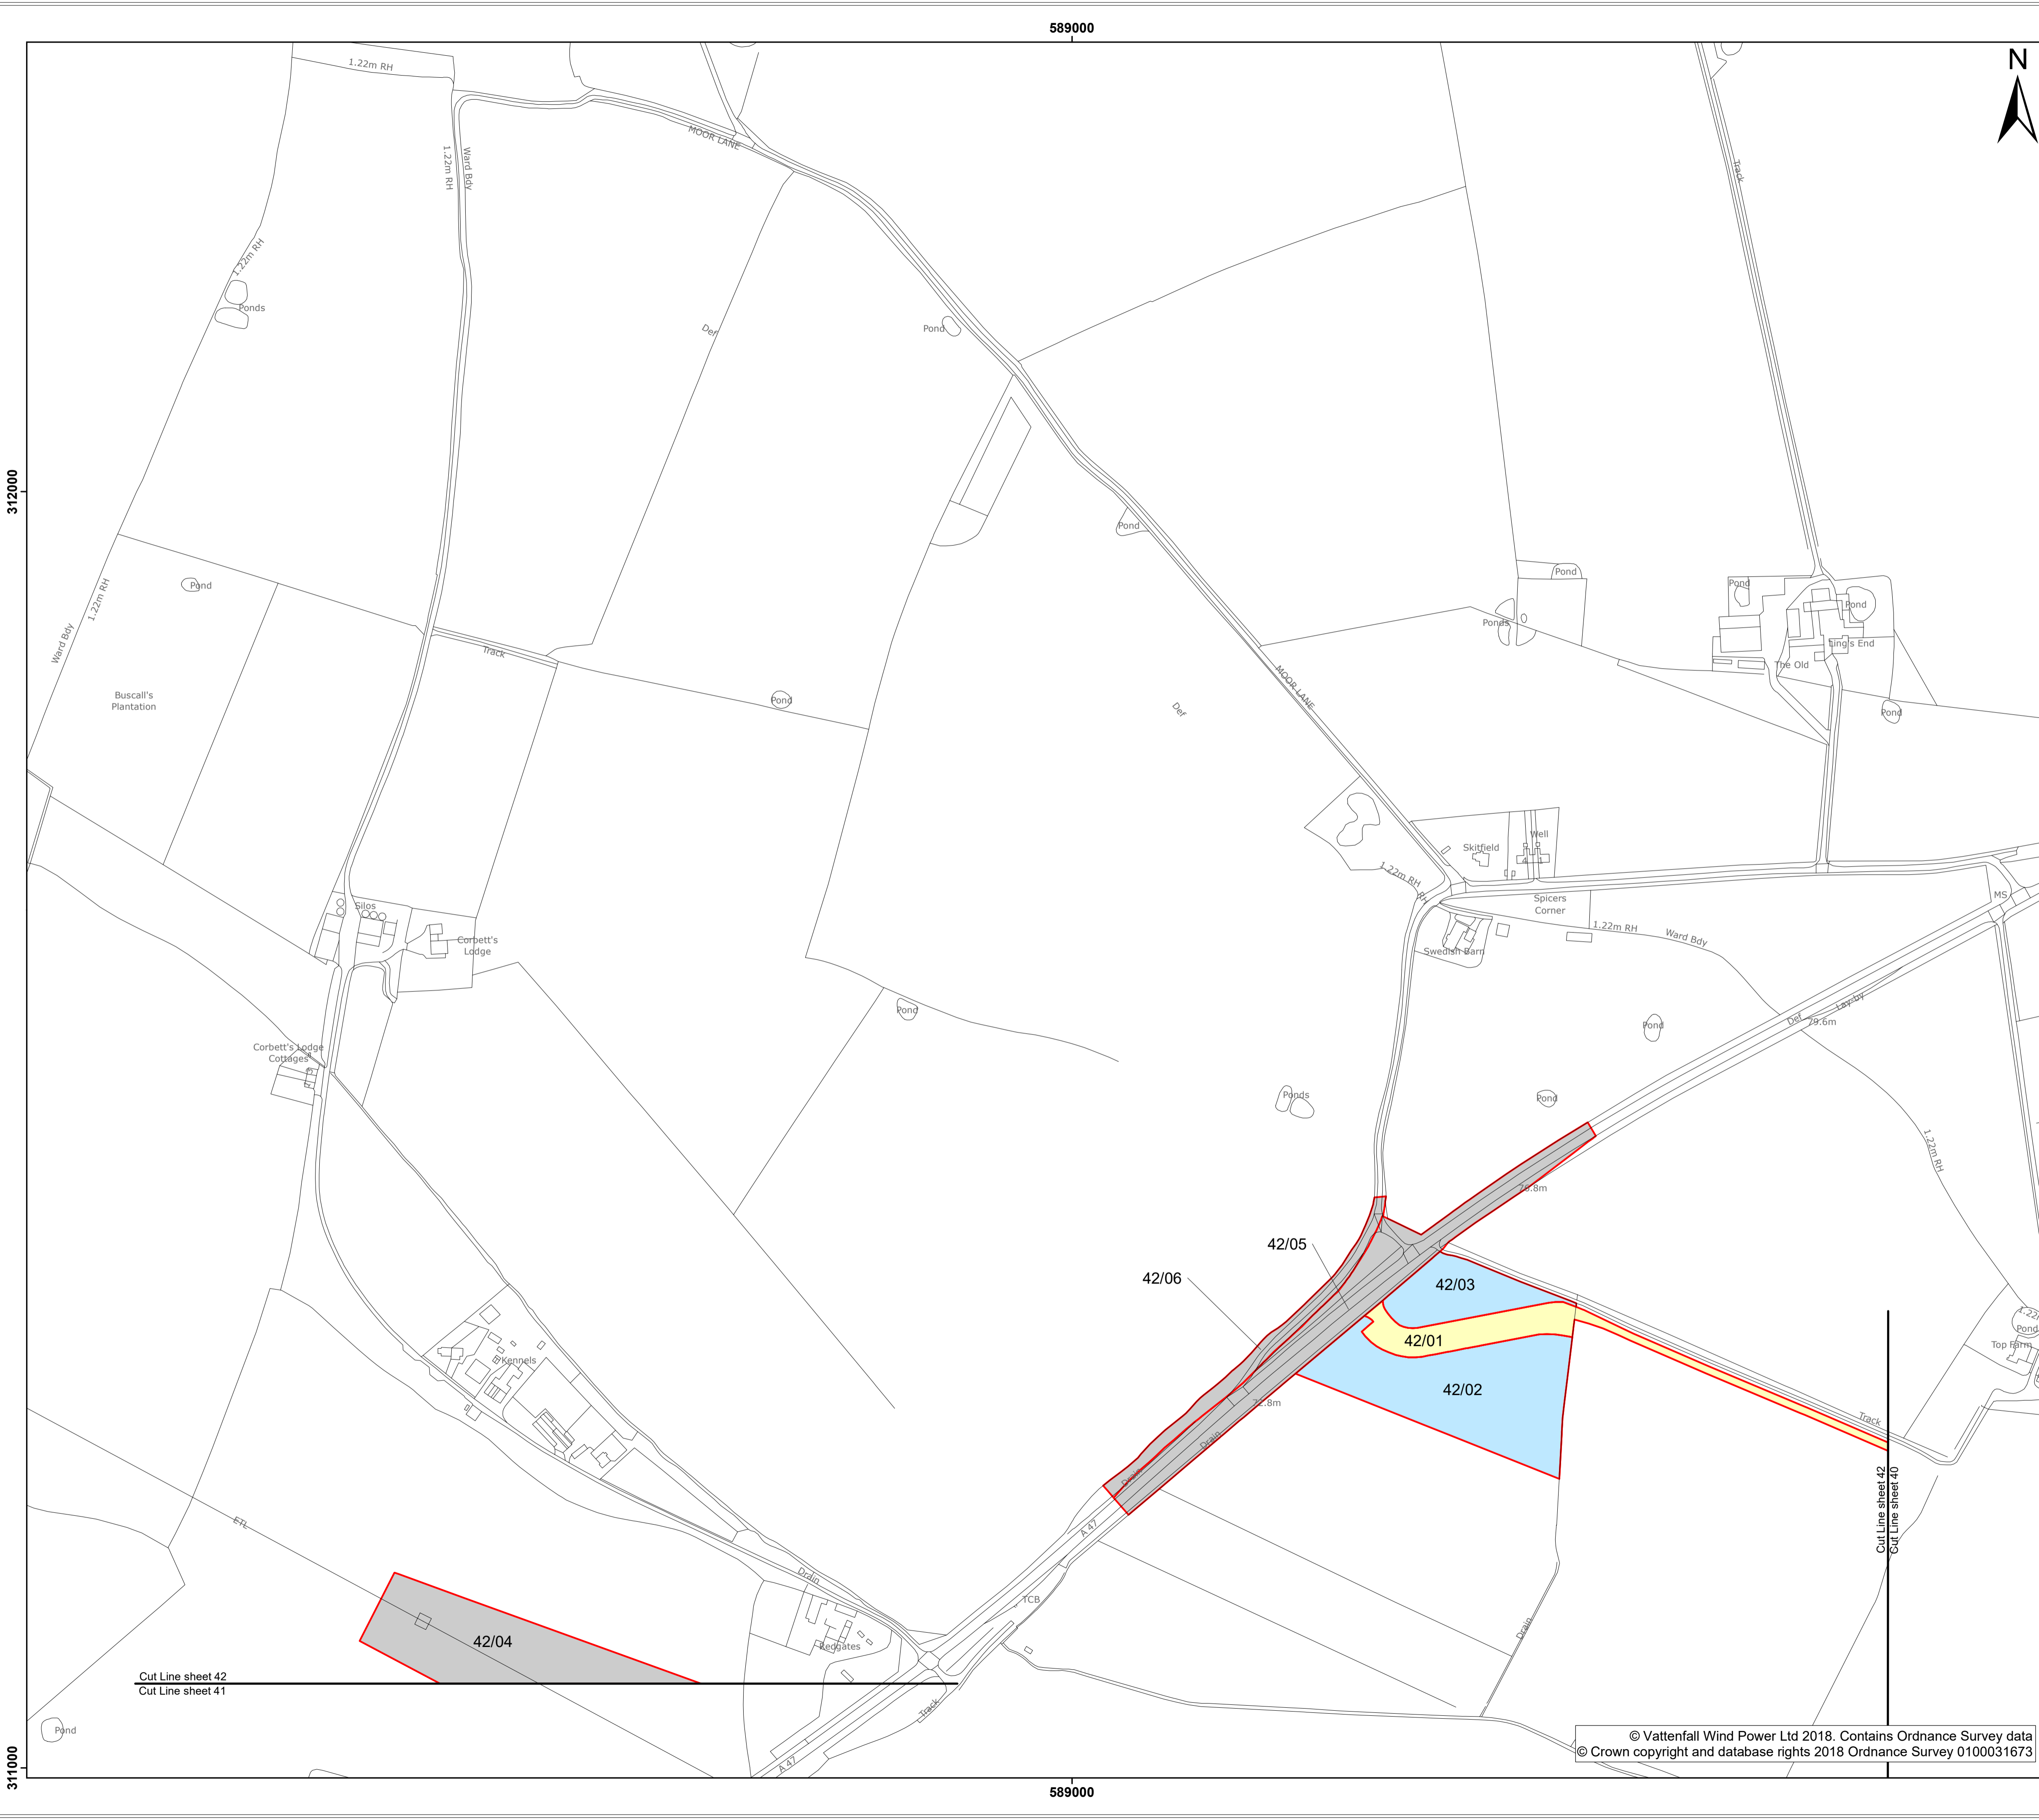 589000
N
1.22m RH
MOOR LANE
1.22m RH
Ward Bdy
Track
1.22m RH
Ponds
Def
Pond
312000
Pond
Pond
Pond
Pond
Pond
1.22m RH
Ward Bdy
Ponds
Track
Ling's End
The Old
Buscall's
Plantation
Pond
Def
MOOR LANE
Pond
Well
Skitfield
4
1
1.22m RH
RH
Silos
Spicers
Corner
MS
1.22m RH
Ward Bdy
Corbett's
Lodge
Swedish Barn
Lay-by
Pond
Def
79.6m
Pond
Corbett's Lodge
Cottages
Ponds
Pond
1.22m RH
76.8m
42/05
42/06
42/03
Pond
42/01
Top Farm
Kennels
42/02
72.8m
Track
Drain
Drain
Cut Line sheet 42
Cut Line sheet 40
ETL
A 47
Drain
TCB
Drain
42/04
Redgates
Cut Line sheet 42
Cut Line sheet 41
Track
Pond
A 47
311000
© Vattenfall Wind Power Ltd 2018. Contains Ordnance Survey data
© Crown copyright and database rights 2018 Ordnance Survey 0100031673
589000